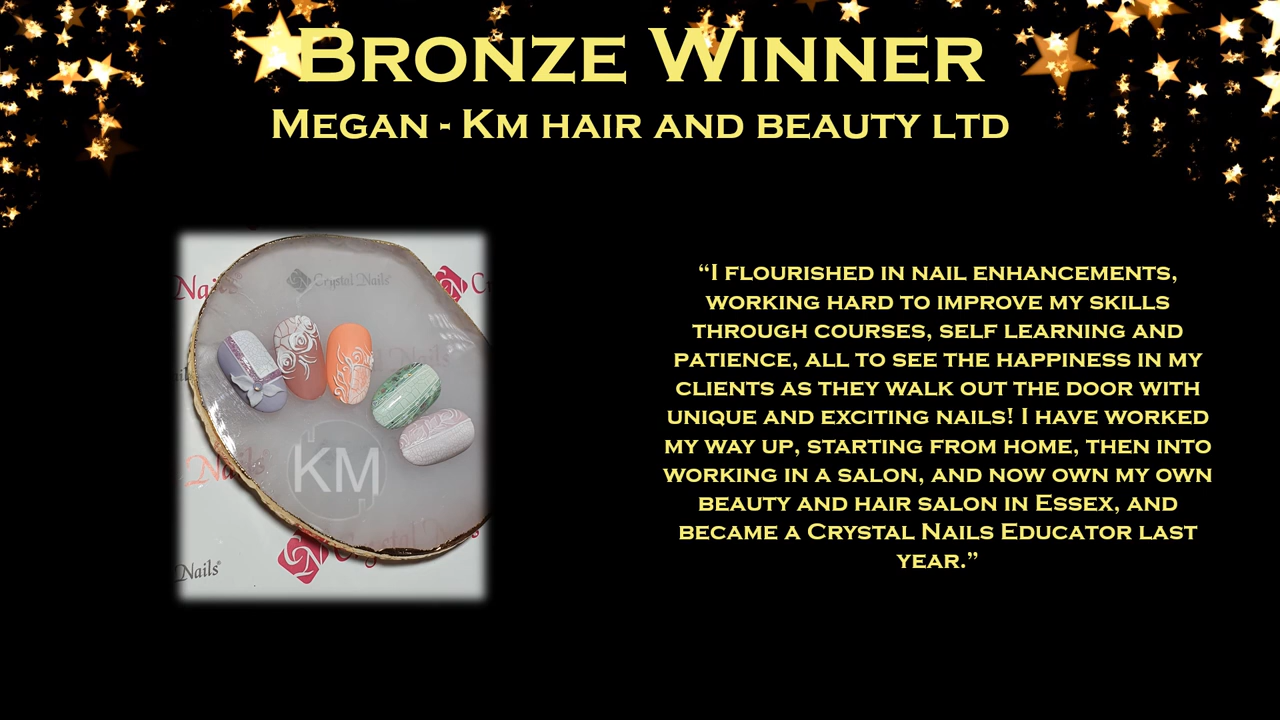 Bronze Winner
Megan - Km hair and beauty ltd
Crystal Nails
KM
Nails
“I flourished in nail enhancements,
working hard to improve my skills
through courses, self learning and
patience, all to see the happiness in my
clients as they walk out the door with
unique and exciting nails! I have worked
my way up, starting from home, then into
working in a salon, and now own my own
beauty and hair salon in Essex, and
became a Crystal Nails Educator last
year.”